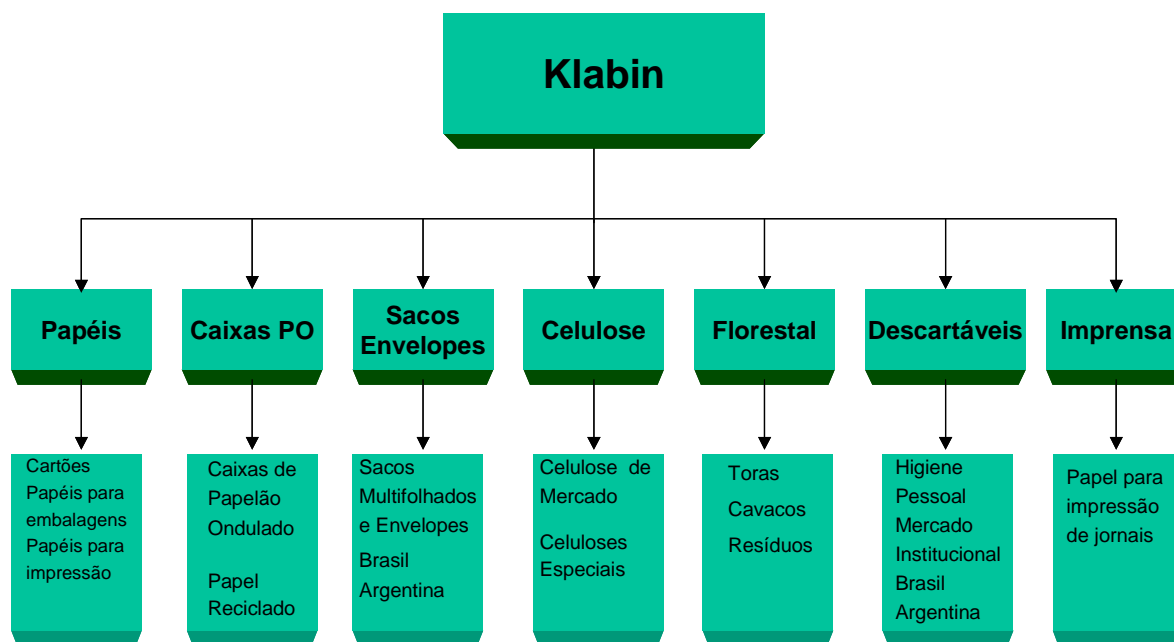 Klabin
Papéis
Caixas PO
Sacos
Envelopes
Celulose
Florestal
Descartáveis
Imprensa
Cartões
Papéis para
embalagens
Papéis para
impressão
Caixas de
Papelão
Ondulado
Papel
Reciclado
Sacos
Multifolhados
e Envelopes
Brasil
Argentina
Celulose de
Mercado
Celuloses
Especiais
Toras
Cavacos
Resíduos
Higiene
Pessoal
Mercado
Institucional
Brasil
Argentina
Papel para
impressão
de jornais